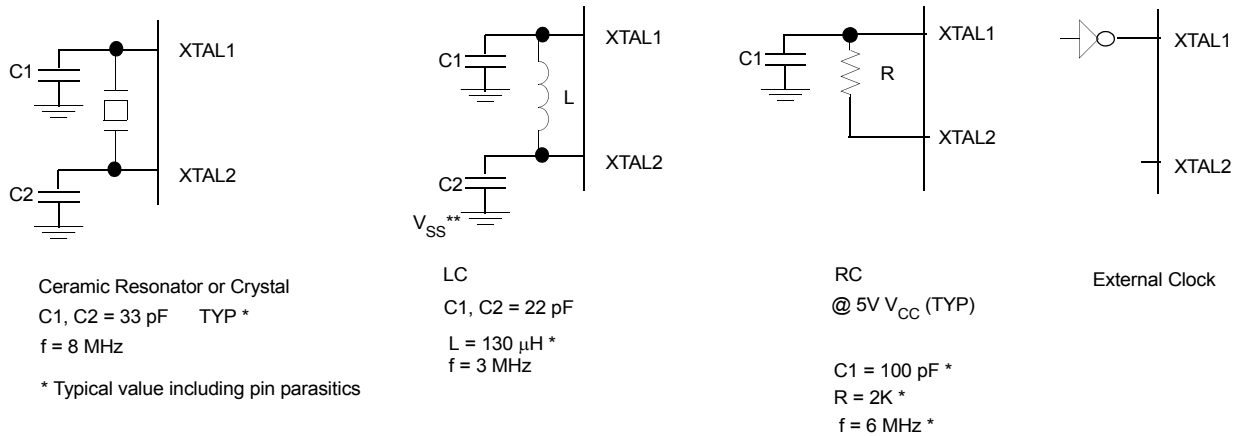 XTAL1
C1
XTAL2
C2
Ceramic Resonator or Crystal
C1, C2 = 33 pF TYP *
f = 8 MHz
* Typical value including pin parasitics
XTAL1
C1
L
XTAL2
C2
VSS**
LC
C1, C2 = 22 pF
L = 130 μH *
f = 3 MHz
XTAL1
C1
R
XTAL2
RC
@ 5V VCC (TYP)
C1 = 100 pF *
R = 2K *
f = 6 MHz *
XTAL1
XTAL2
External Clock